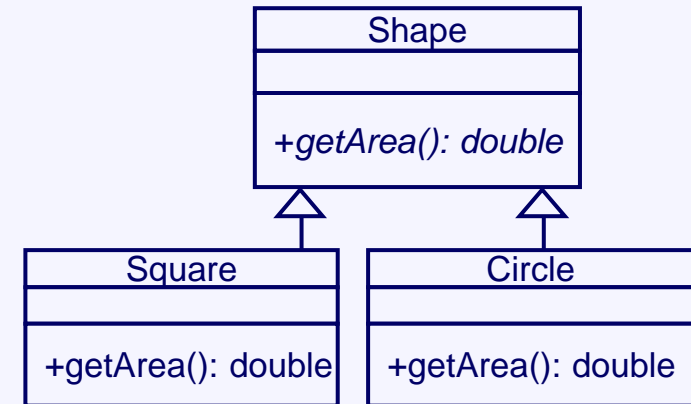 Shape
+getArea(): double
Square
+getArea(): double
Circle
+getArea(): double